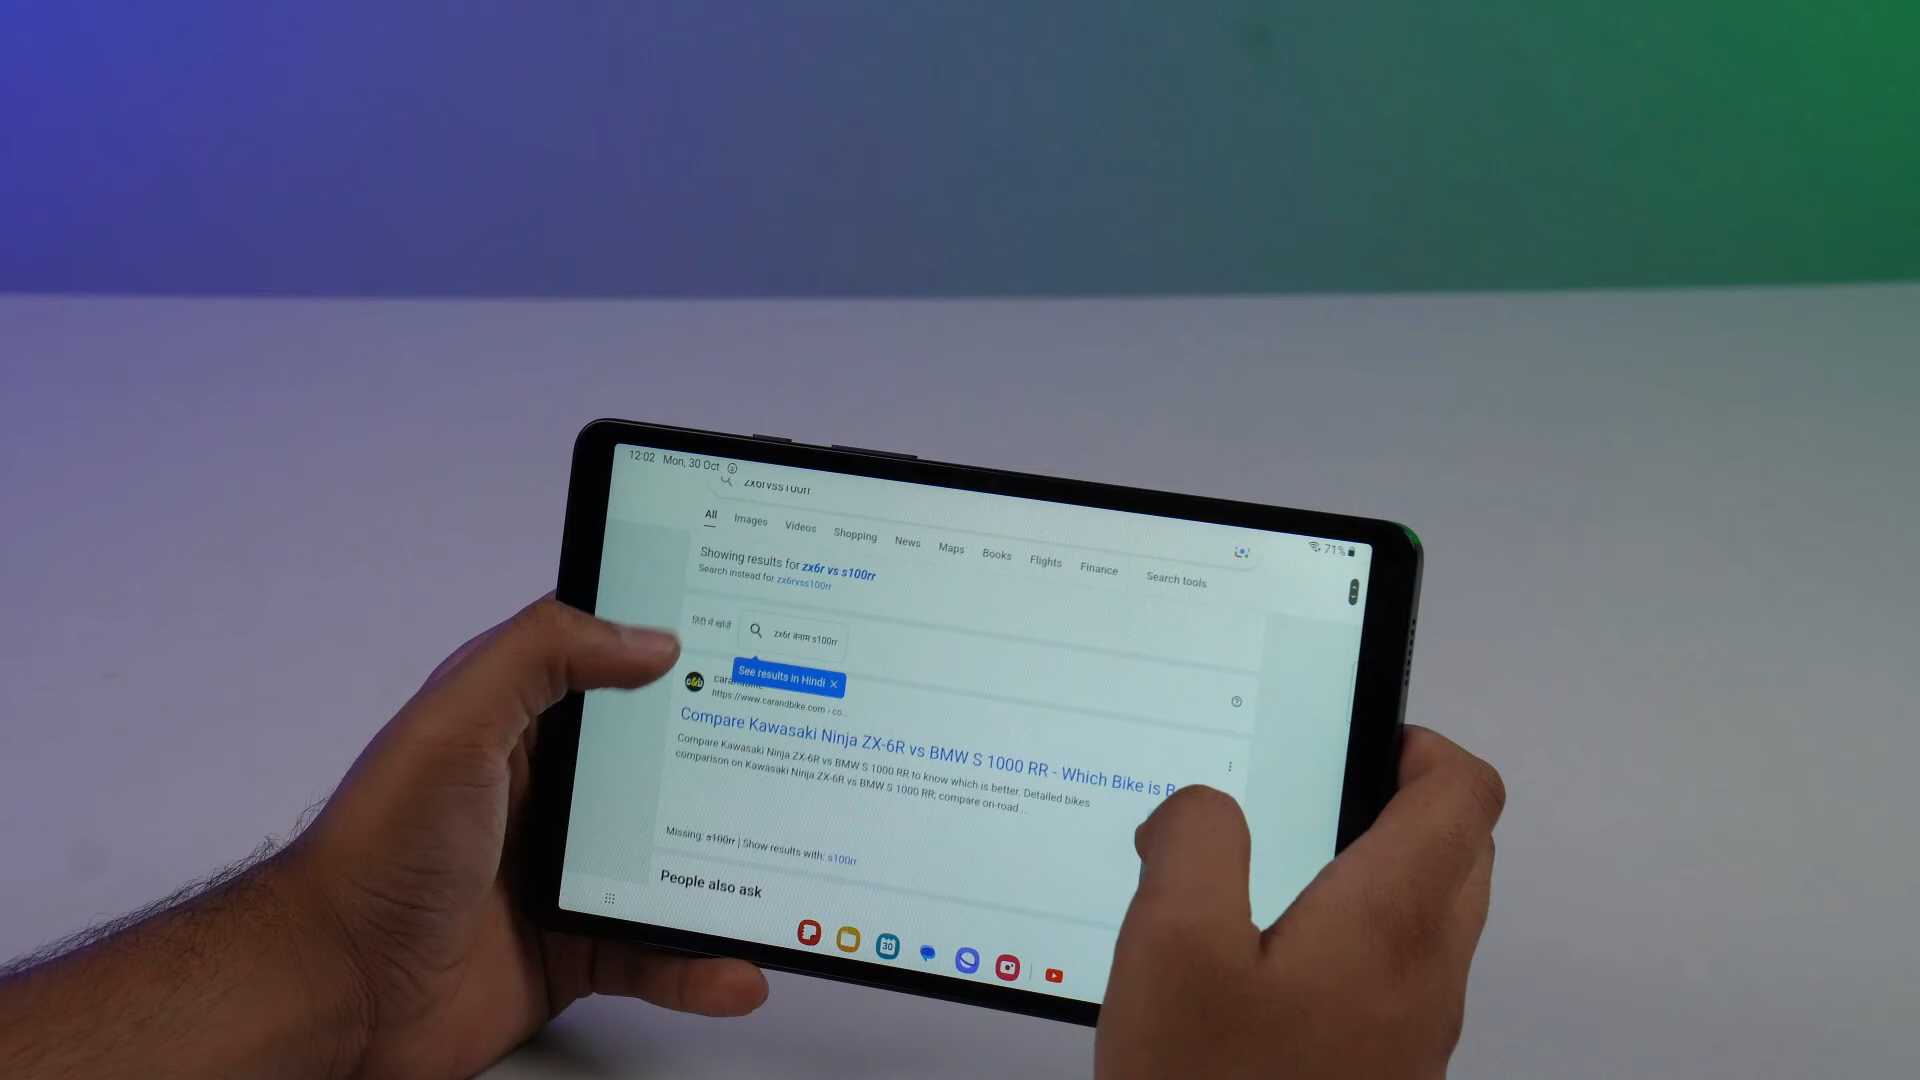 12:02 Mon, 30 Oct
71%
zx6rvss100rr
All Images Videos Shopping News Maps Books Flights Finance Search tools
Showing results for zx6r vs s100rr
Search instead for zx6rvss100rr
हिंदी में खोजें
zx6r बनाम s100rr
See results in Hindi
c&b
https://www.carandbike.com › co...
Compare Kawasaki Ninja ZX-6R vs BMW S 1000 RR - Which Bike is B
Compare Kawasaki Ninja ZX-6R vs BMW S 1000 RR to know which is better. Detailed bikes
comparison on Kawasaki Ninja ZX-6R vs BMW S 1000 RR; compare on-road ...
Missing: s100rr | Show results with: s100rr
People also ask
30